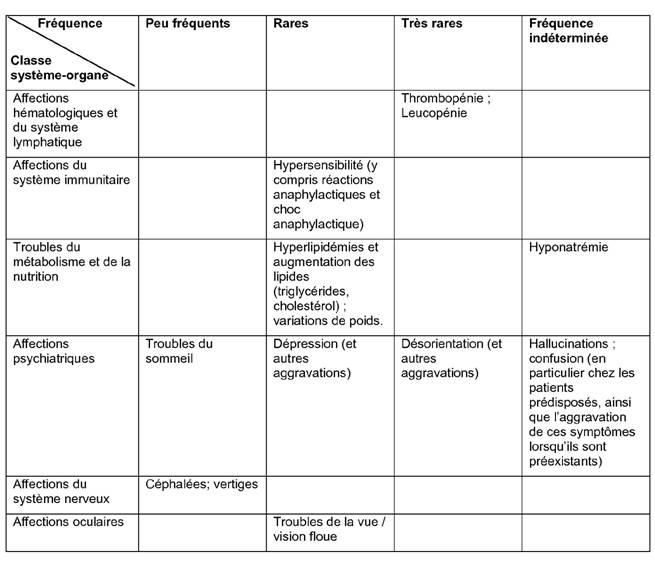 Fréquence
Classe
système-organe
Peu fréquents
Rares
Très rares
Fréquence
indéterminée
Affections
hématologiques et
du système
lymphatique
Thrombopénie ;
Leucopénie
Affections du
système immunitaire
Hypersensibilité (y
compris réactions
anaphylactiques et
choc
anaphylactique)
Troubles du
métabolisme et de la
nutrition
Hyperlipidémies et
augmentation des
lipides
(triglycérides,
cholestérol) ;
variations de poids.
Hyponatrémie
Affections
psychiatriques
Troubles du
sommeil
Dépression (et
autres
aggravations)
Désorientation (et
autres
aggravations)
Hallucinations ;
confusion (en
particulier chez les
patients
prédisposés, ainsi
que l’aggravation
de ces symptômes
lorsqu’ils sont
préexistants)
Affections du
système nerveux
Céphalées; vertiges
Affections oculaires
Troubles de la vue /
vision floue